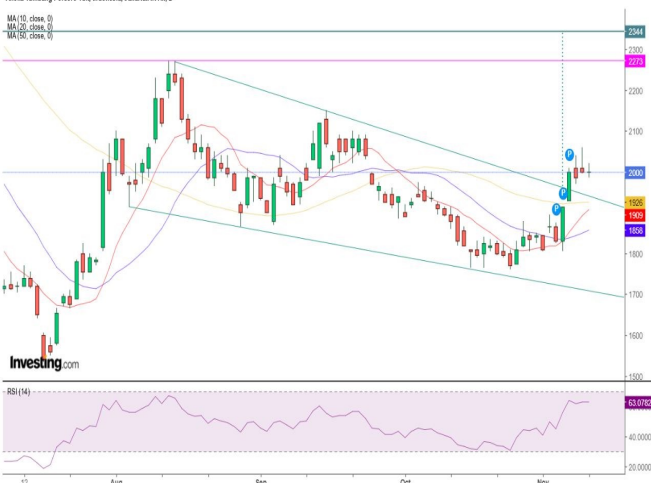 MA (10, close, 0)
MA (20, close, 0)
MA (50, close, 0)
2344
2300
2273
2200
2100
2000
1926
1909
1858
1800
1700
1600
1500
P
P
P
Investing.com
RSI (14)
63.0782
40.0000
20.0000
12
Aug
Sep
Oct
Nov